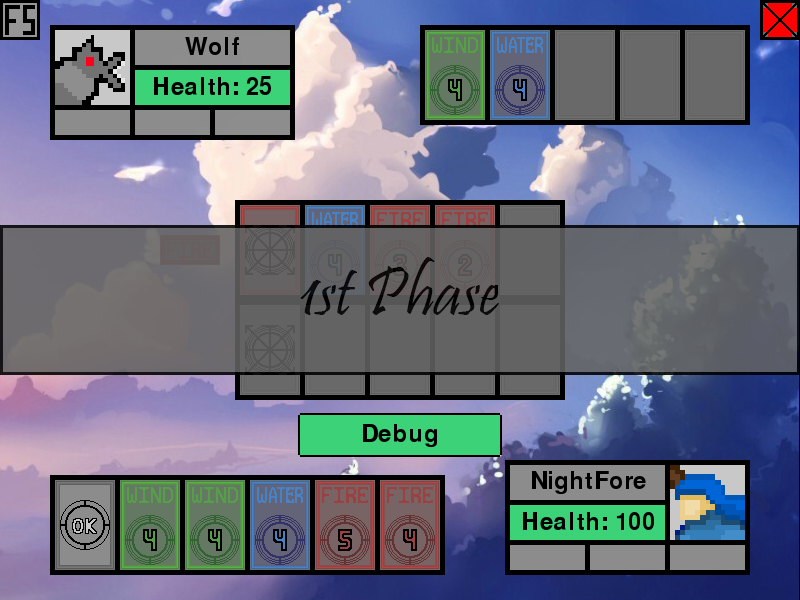 FS
Wolf
Health: 25
WIND
4
WATER
4
WATER
4
FIRE
3
FIRE
2
1st Phase
Debug
OK
WIND
4
WIND
4
WATER
4
FIRE
5
FIRE
4
NightFore
Health: 100